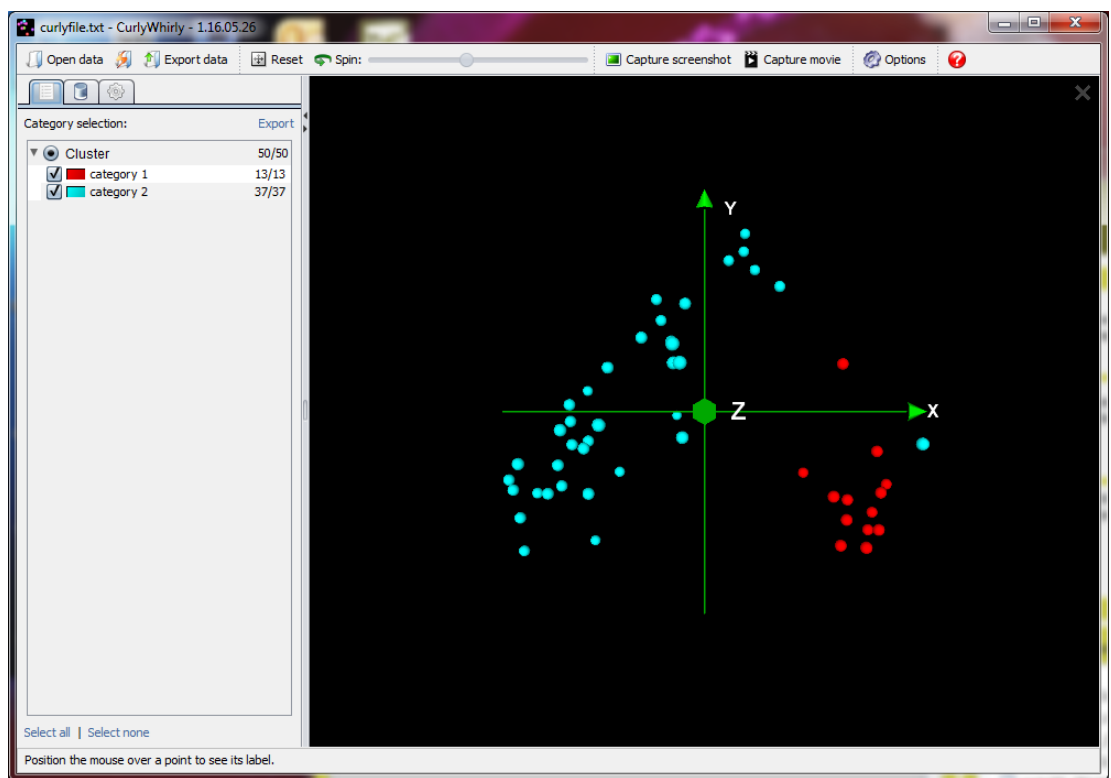 curlyfile.txt - CurlyWhirly - 1.16.05.26
Open data Export data Reset Spin: Capture screenshot Capture movie Options
Category selection: Export
Cluster 50/50
category 1 13/13
category 2 37/37
Y
Z
X
Select all | Select none
Position the mouse over a point to see its label.